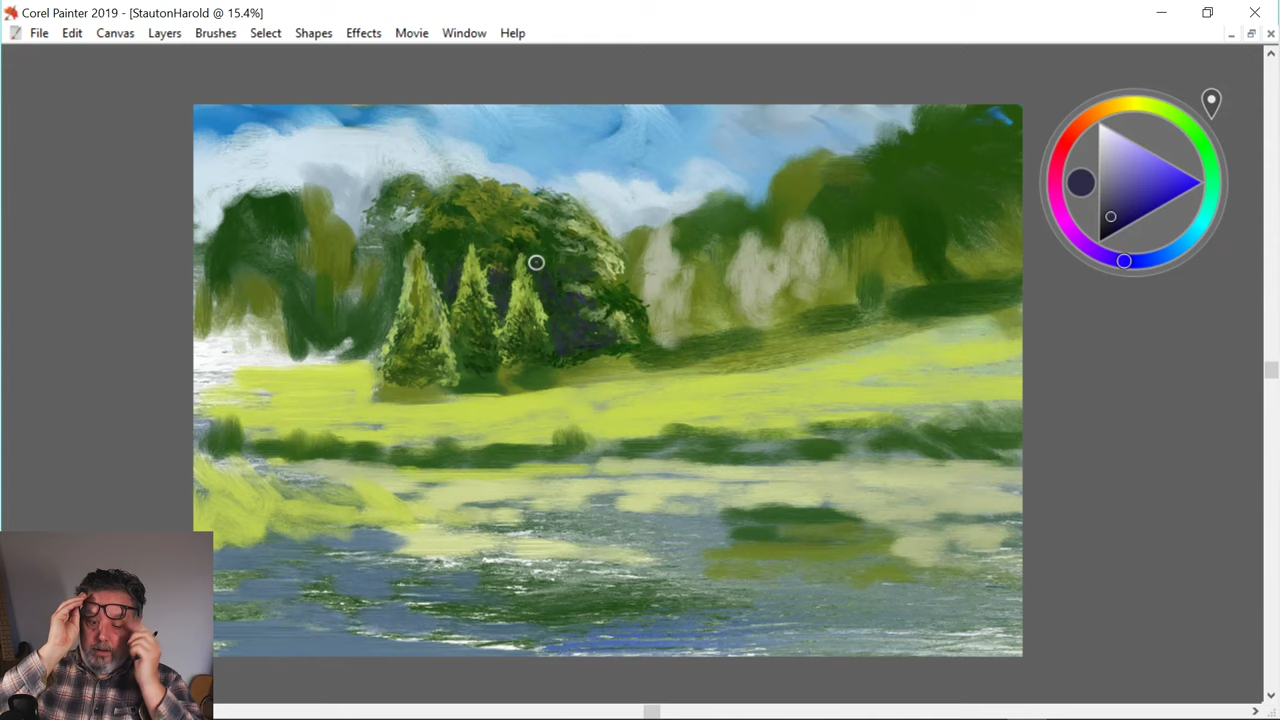 Corel Painter 2019 - [StautonHarold @ 15.4%]
File Edit Canvas Layers Brushes Select Shapes Effects Movie Window Help